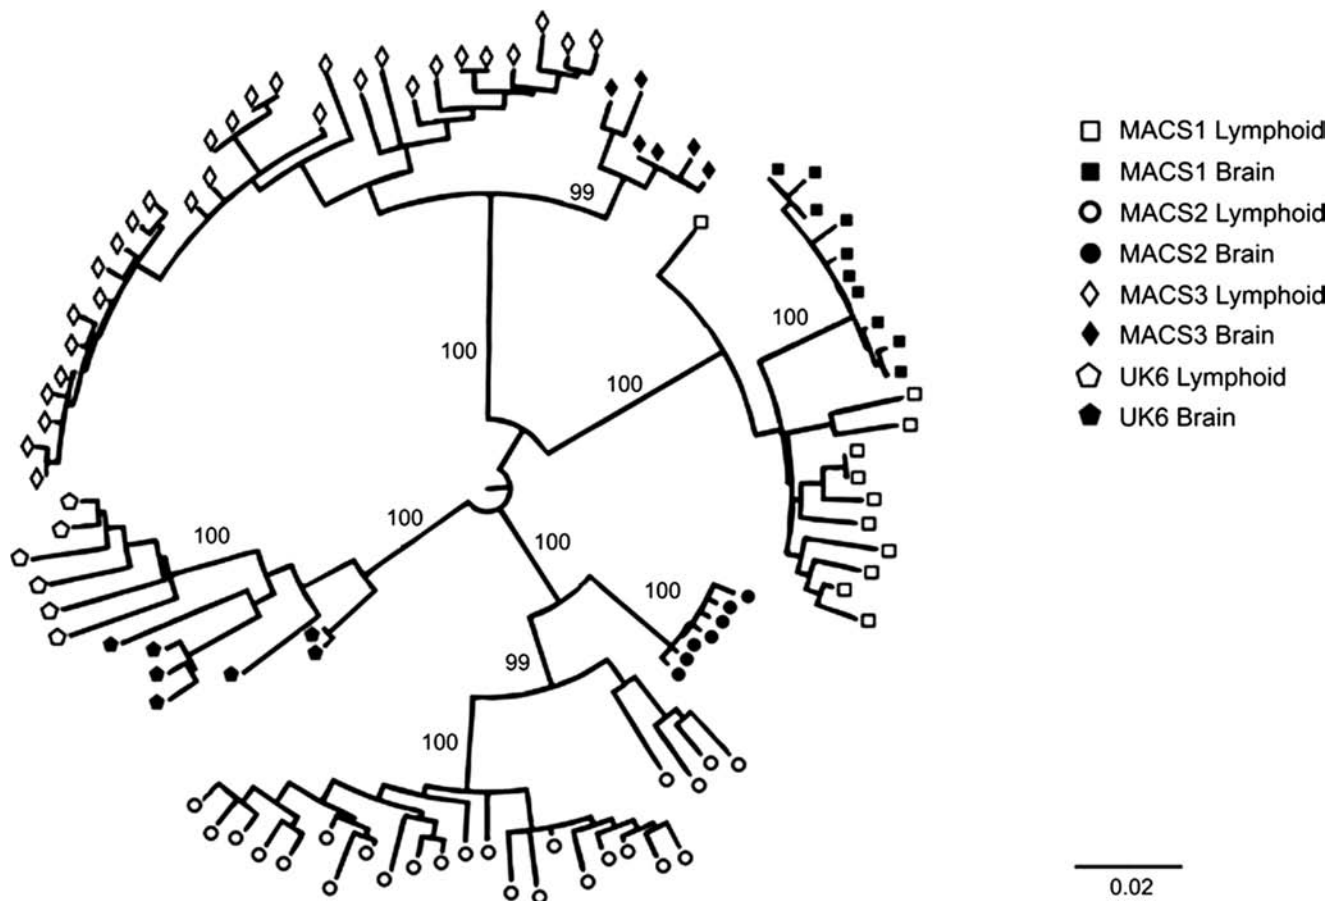 MACS1 Lymphoid
MACS1 Brain
MACS2 Lymphoid
MACS2 Brain
MACS3 Lymphoid
MACS3 Brain
UK6 Lymphoid
UK6 Brain
99
100
100
100
100
100
100
100
99
100
0.02